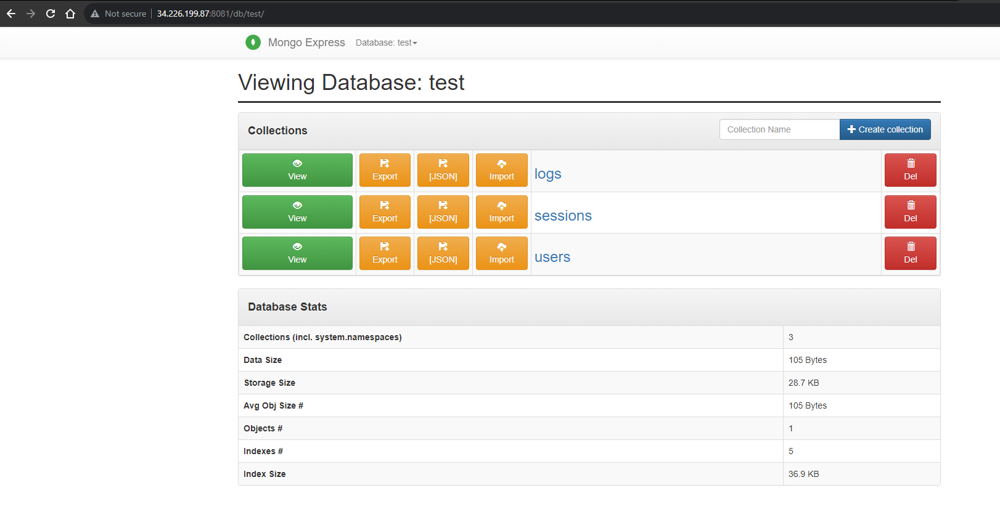 Not secure 34.226.199.87:8081/db/test/
Mongo Express Database: test
Viewing Database: test
Collections Collection Name Create collection
View Export [JSON] Import logs Del
View Export [JSON] Import sessions Del
View Export [JSON] Import users Del
Database Stats
Collections (incl. system.namespaces) 3
Data Size 105 Bytes
Storage Size 28.7 KB
Avg Obj Size # 105 Bytes
Objects # 1
Indexes # 5
Index Size 36.9 KB